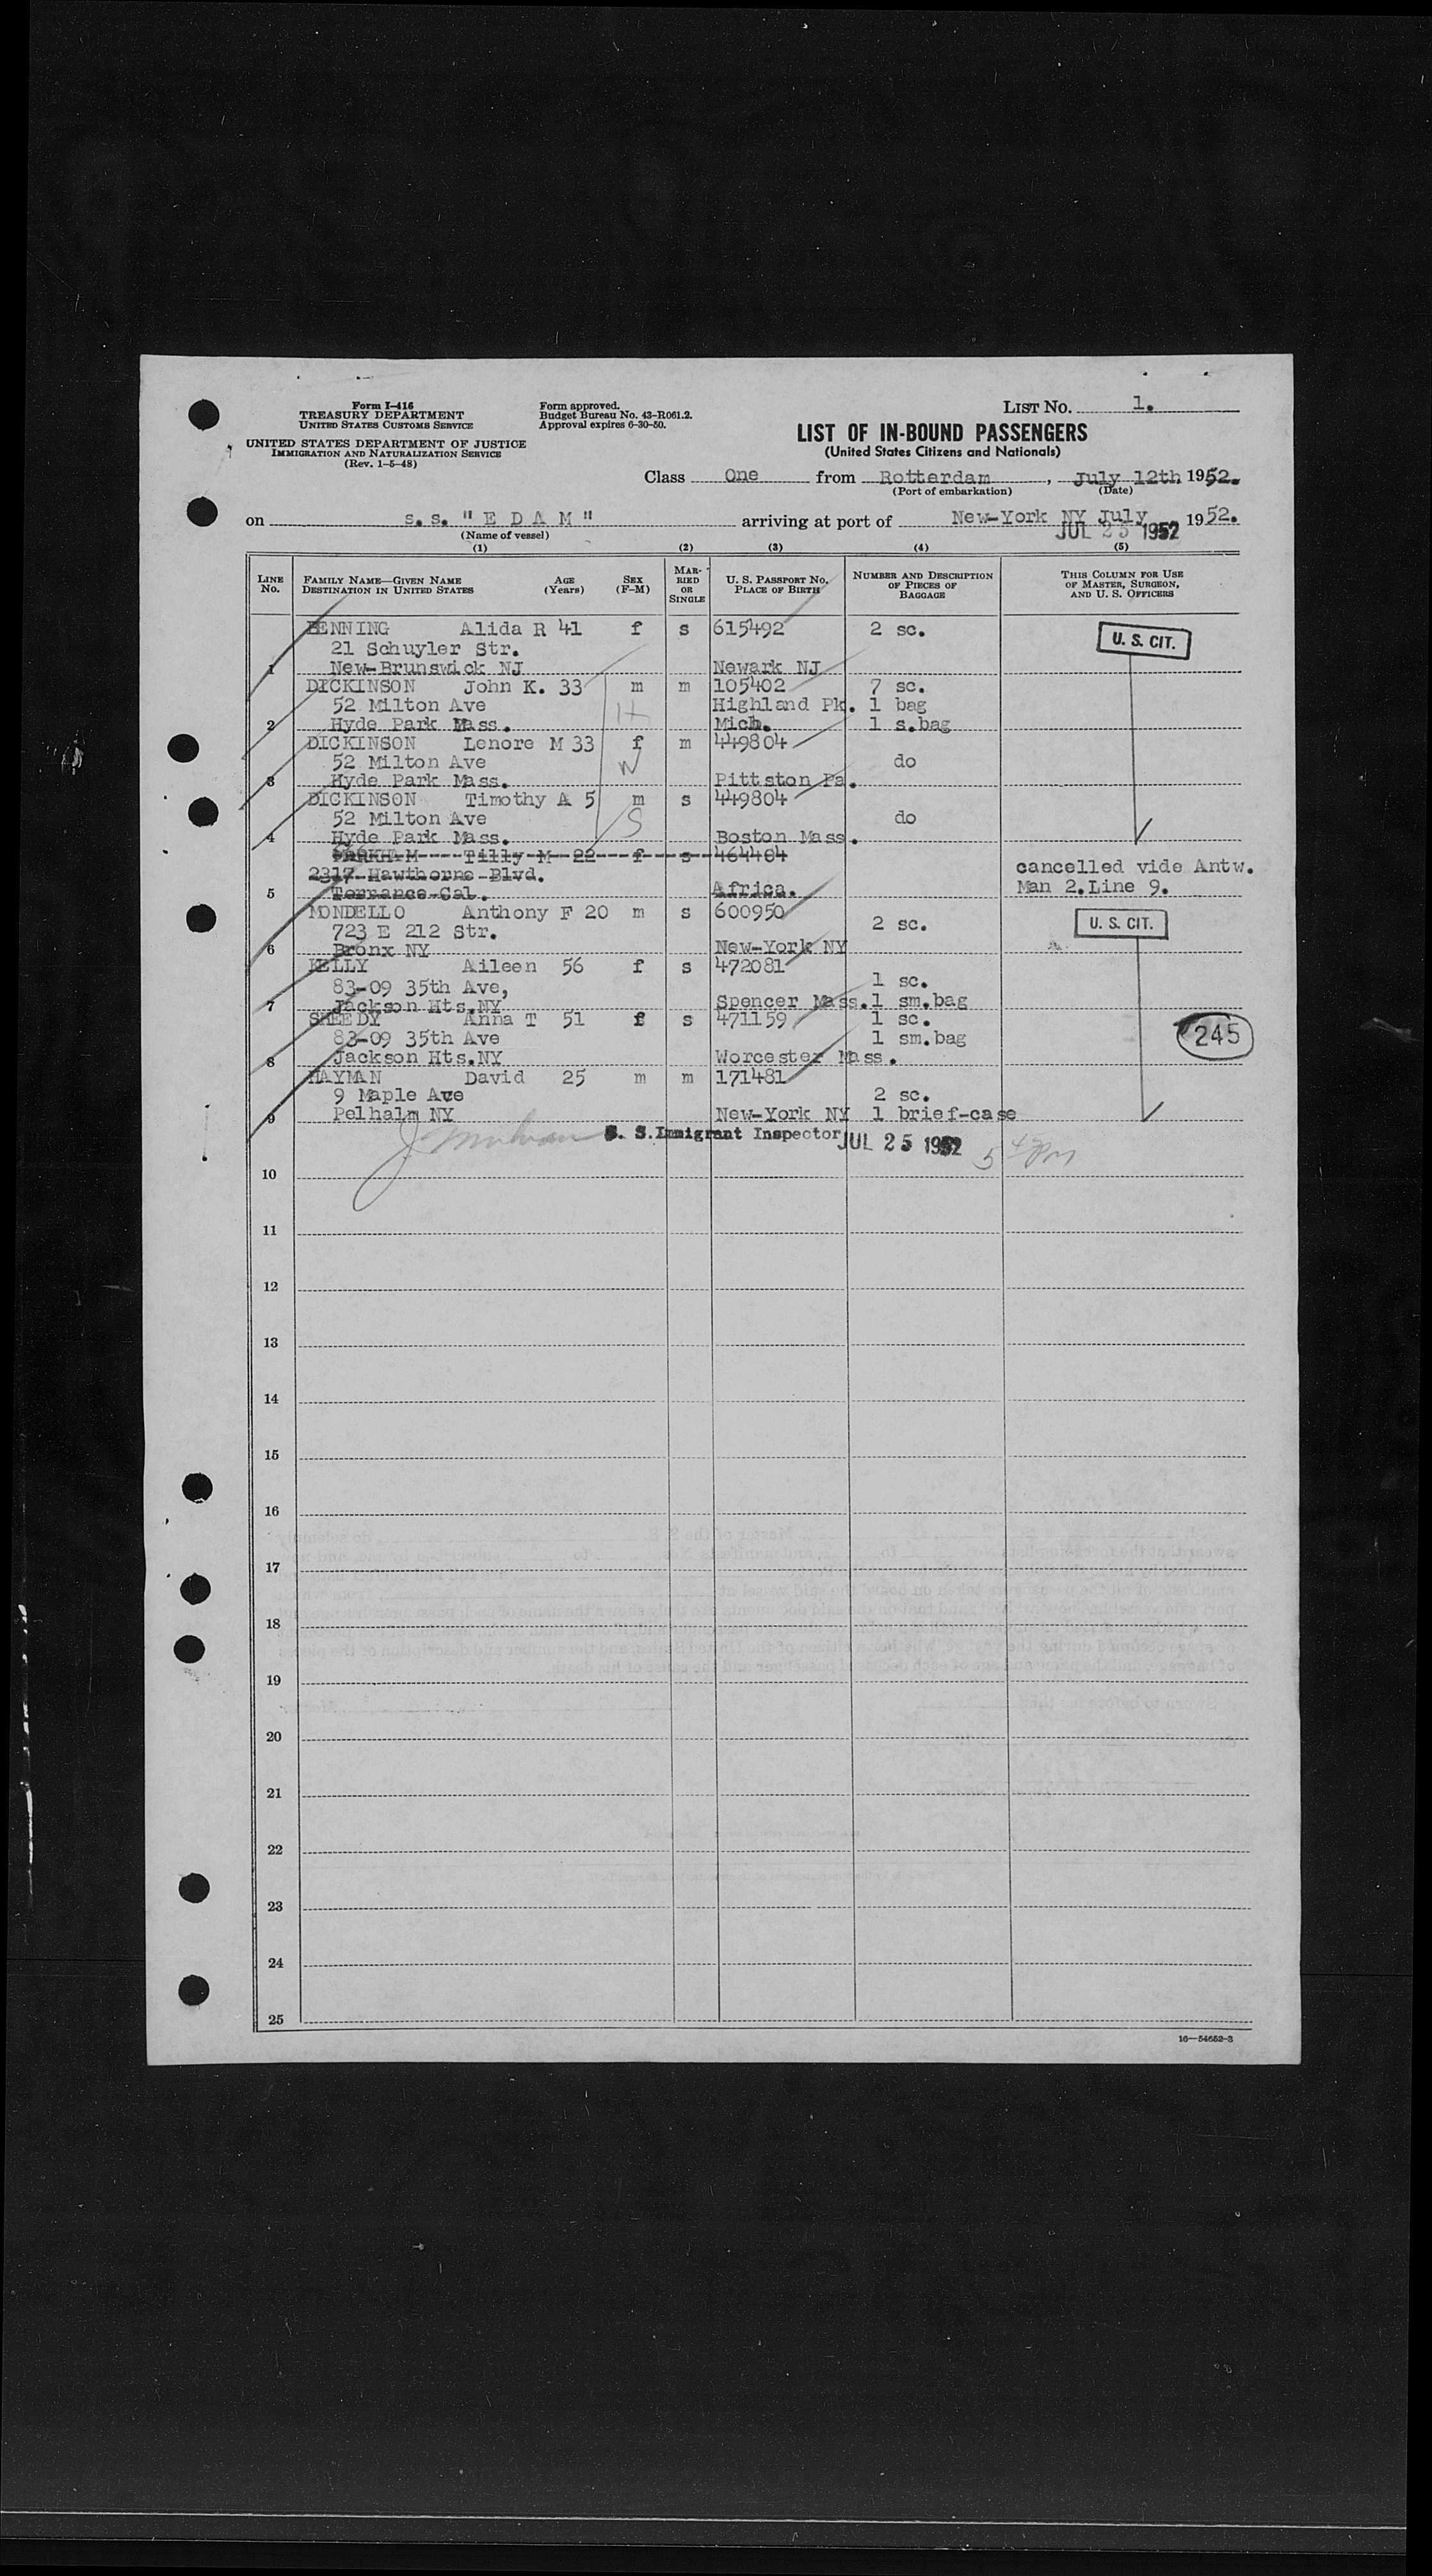 Form I-416
TREASURY DEPARTMENT
UNITED STATES CUSTOMS SERVICE
UNITED STATES DEPARTMENT OF JUSTICE
IMMIGRATION AND NATURALIZATION SERVICE
(Rev. 1-5-48)
Form approved.
Budget Bureau No. 43-R061.2.
Approval expires 6-30-50.
LIST No. 1.
LIST OF IN-BOUND PASSENGERS
(United States Citizens and Nationals)
Class One from Rotterdam, July 12th, 1952.
(Port of embarkation) (Date)
on s.s. "EDAM" arriving at port of New-York NY July 1952.
(Name of vessel)
JUL 25 1952
(1) (2) (3) (4) (5)
LINE No.
FAMILY NAME—GIVEN NAME
DESTINATION IN UNITED STATES
AGE (Years)
SEX (F-M)
MARRIED OR SINGLE
U. S. PASSPORT NO.
PLACE OF BIRTH
NUMBER AND DESCRIPTION OF PIECES OF BAGGAGE
THIS COLUMN FOR USE OF MASTER, SURGEON, AND U. S. OFFICERS
BENNING Alida R 41 f s 615492 2 sc. U. S. CIT.
21 Schuyler Str.
1 New-Brunswick NJ Newark NJ
DICKINSON John K. 33 m m 105402 7 sc.
52 Milton Ave Highland Pk. 1 bag
2 Hyde Park Mass. Mich. 1 s.bag
DICKINSON Lenore M 33 f m 449804
52 Milton Ave do
3 Hyde Park Mass. Pittston Pa.
DICKINSON Timothy A 5 m s 449804
52 Milton Ave do
4 Hyde Park Mass. Boston Mass.
Tilly M 22 f s 464404
2317 Hawthorne Blvd. cancelled vide Antw.
5 Torrance Cal. Africa. Man 2.Line 9.
MONDELLO Anthony F 20 m s 600950
723 E 212 Str. 2 sc. U. S. CIT.
6 Bronx NY New-York NY
KELLY Aileen 56 f s 472081
83-09 35th Ave, 1 sc.
7 Jackson Hts.NY Spencer Mass. 1 sm.bag
SHEEDY Anna T 51 f s 471159 1 sc.
83-09 35th Ave 1 sm.bag
245
8 Jackson Hts.NY Worcester Mass.
HAYMAN David 25 m m 171481
9 Maple Ave 2 sc.
9 Pelhalm NY New-York NY 1 brief-case
S. Immigrant Inspector JUL 25 1952
10
11
12
13
14
15
16
17
18
19
20
21
22
23
24
25
16—54652-3